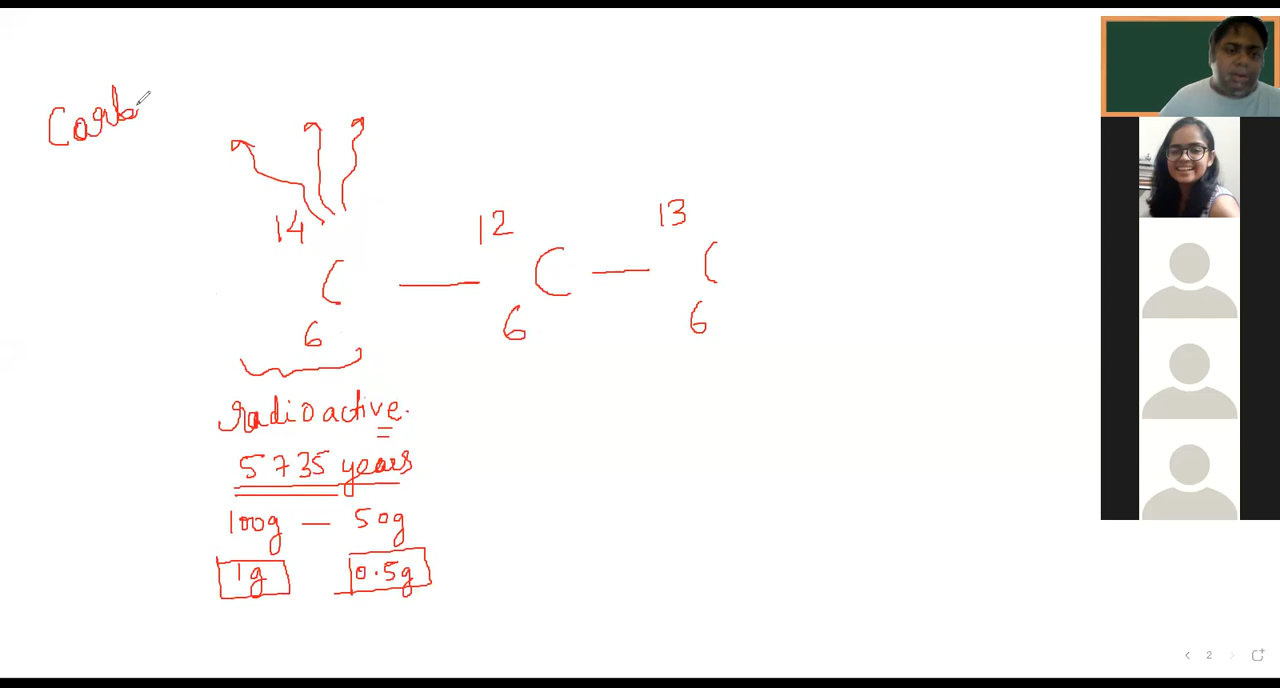 Carb
14 12 13
C — C — C
6 6 6
radioactive.
5735 years
100g — 50g
1g 0.5g
2